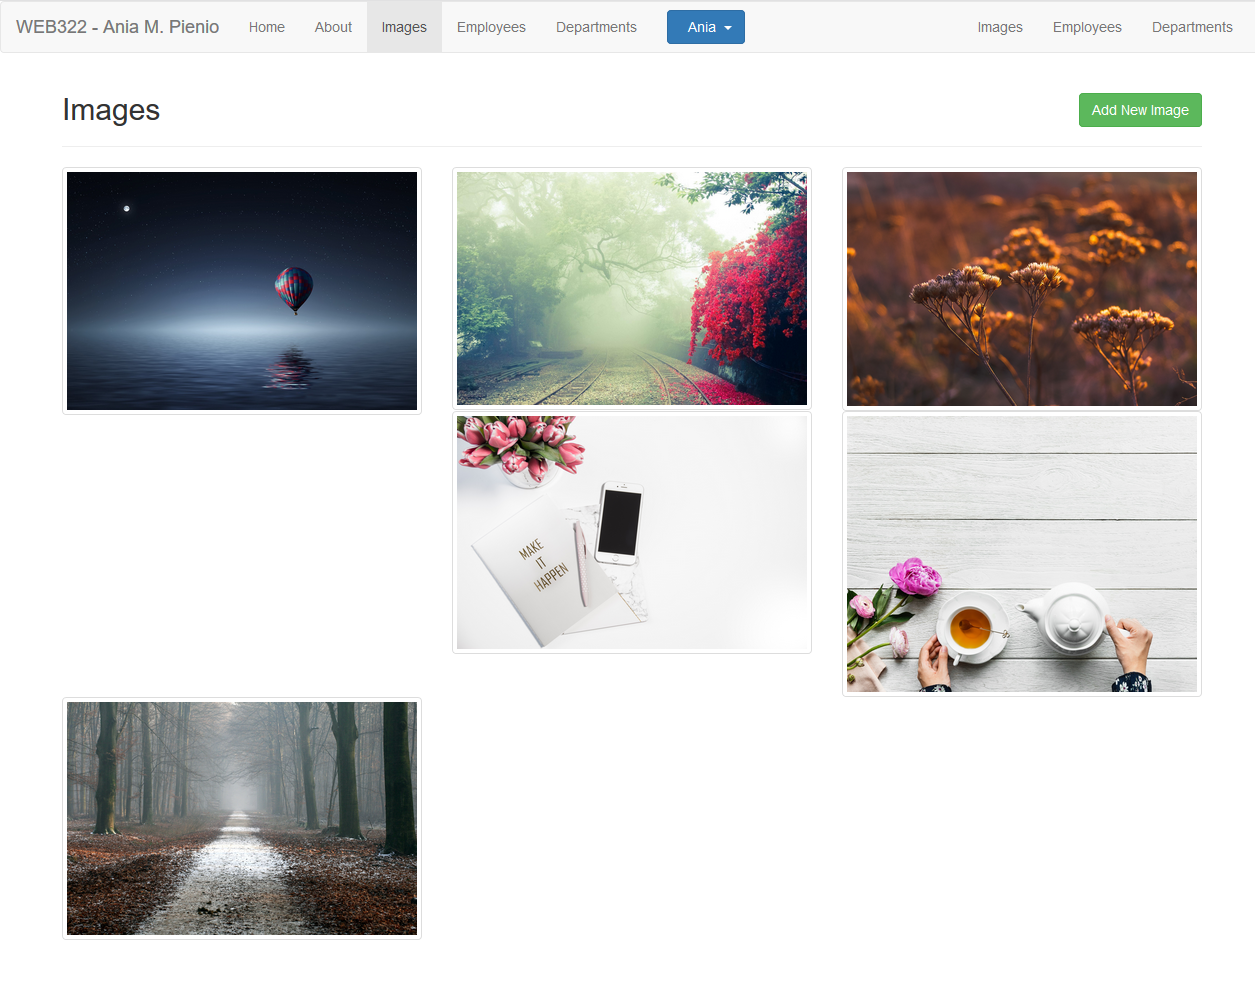 WEB322 - Ania M. Pienio Home About Images Employees Departments Ania Images Employees Departments
Images
Add New Image
MAKE
IT
HAPPEN